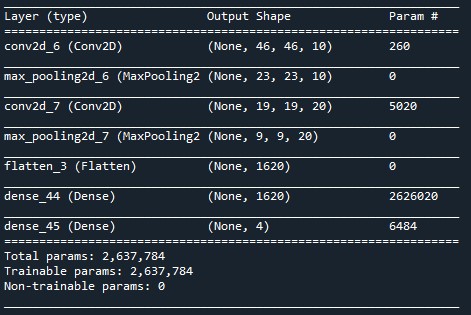 Layer (type) Output Shape Param #
conv2d_6 (Conv2D) (None, 46, 46, 10) 260
max_pooling2d_6 (MaxPooling2 (None, 23, 23, 10) 0
conv2d_7 (Conv2D) (None, 19, 19, 20) 5020
max_pooling2d_7 (MaxPooling2 (None, 9, 9, 20) 0
flatten_3 (Flatten) (None, 1620) 0
dense_44 (Dense) (None, 1620) 2626020
dense_45 (Dense) (None, 4) 6484
Total params: 2,637,784
Trainable params: 2,637,784
Non-trainable params: 0